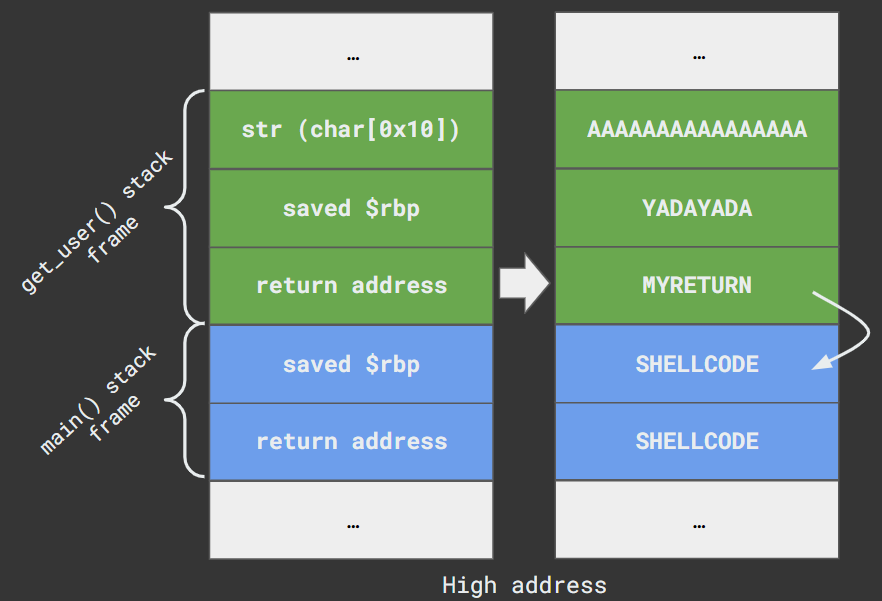 …
str (char[0x10])
saved $rbp
return address
saved $rbp
return address
…
get_user() stack
frame
main() stack
frame
…
AAAAAAAAAAAAAAAA
YADAYADA
MYRETURN
SHELLCODE
SHELLCODE
…
High address